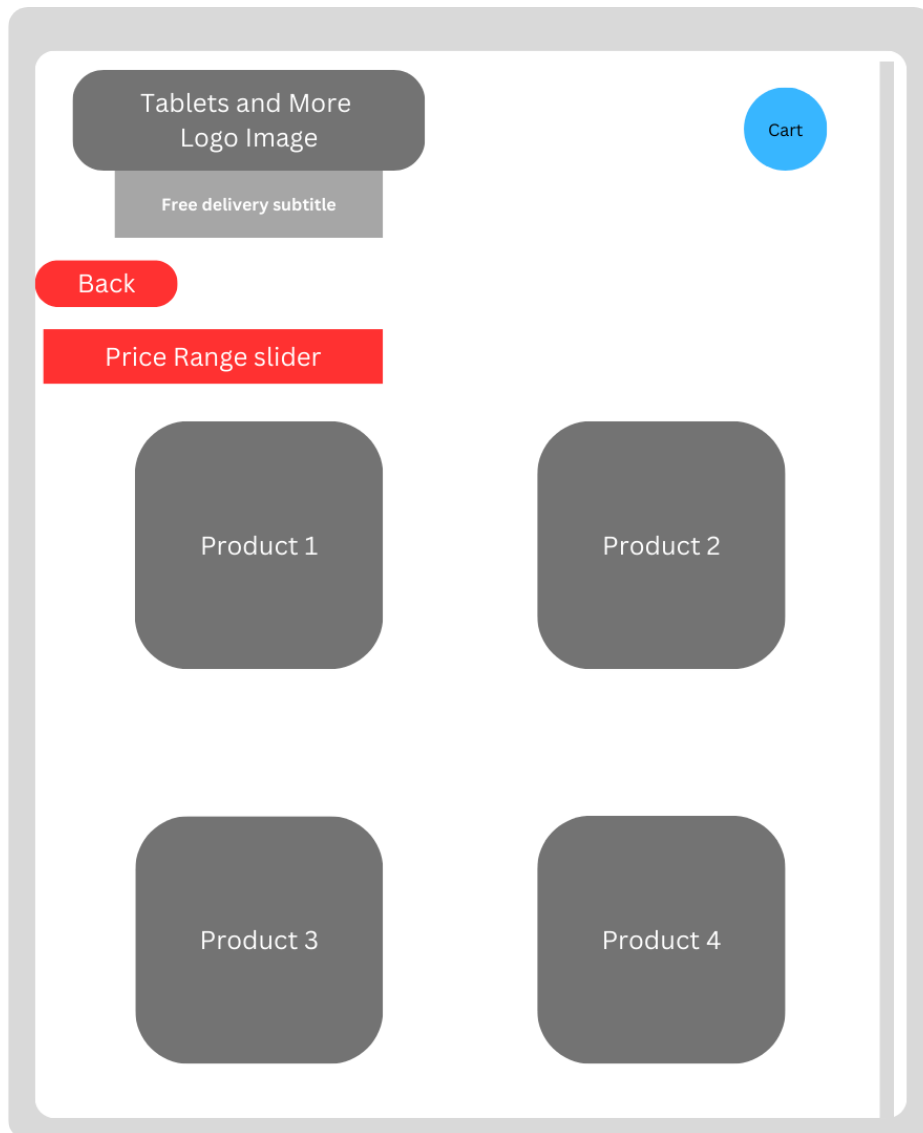 Tablets and More
Logo Image
Cart
Free delivery subtitle
Back
Price Range slider
Product 1
Product 2
Product 3
Product 4